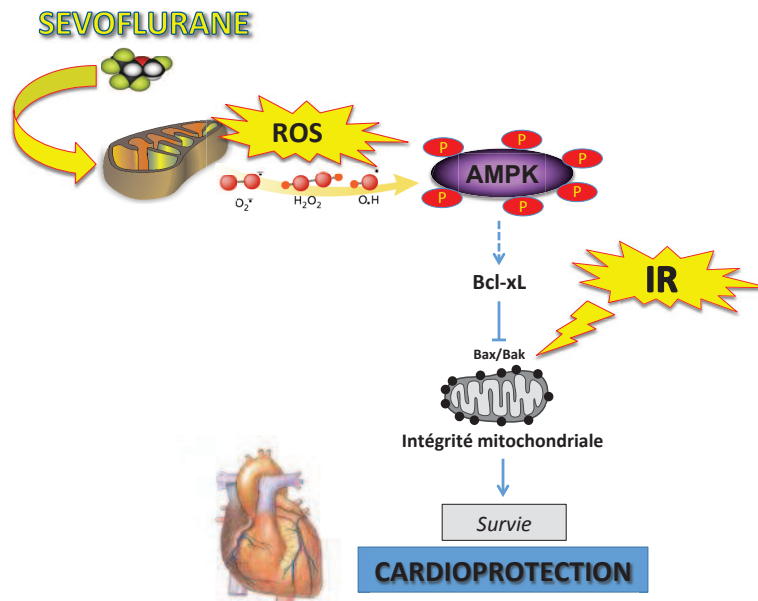 SEVOFLURANE
ROS
O₂•̄ H₂O₂ O•H
P P P P P P
AMPK
Bcl-xL
IR
Bax/Bak
Intégrité mitochondriale
Survie
CARDIOPROTECTION